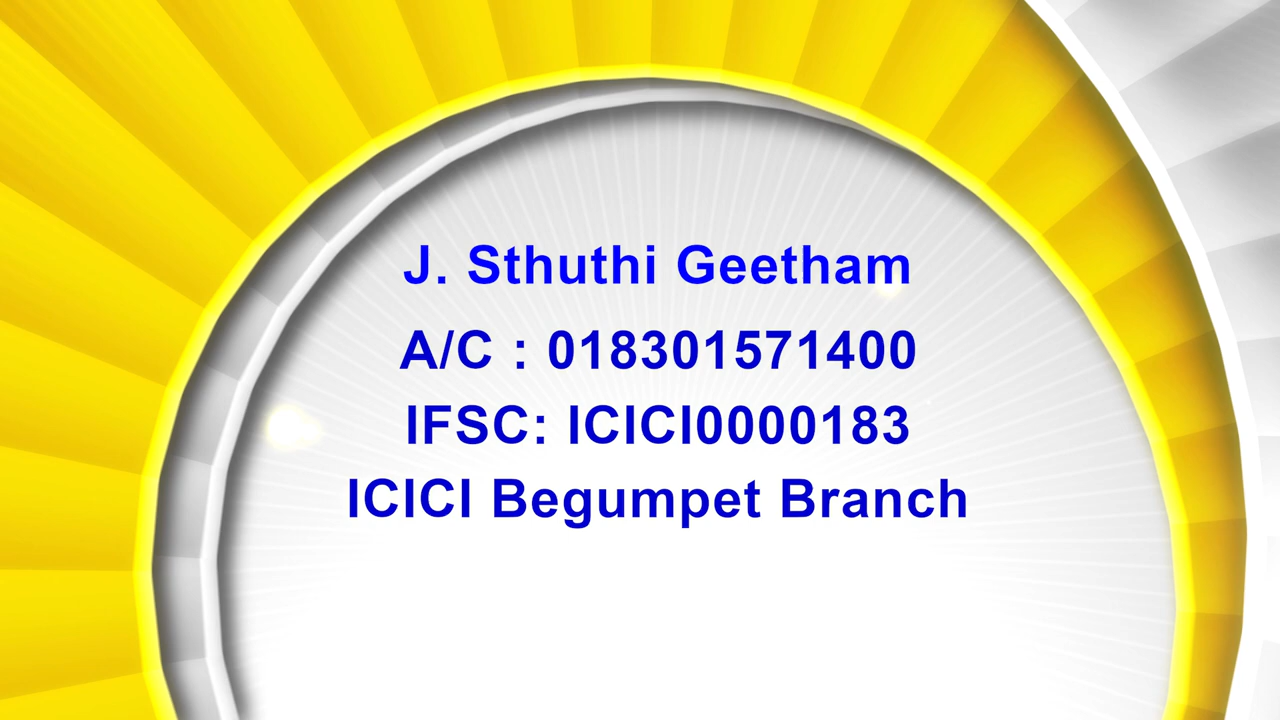 J. Sthuthi Geetham
A/C : 018301571400
IFSC: ICICI0000183
ICICI Begumpet Branch